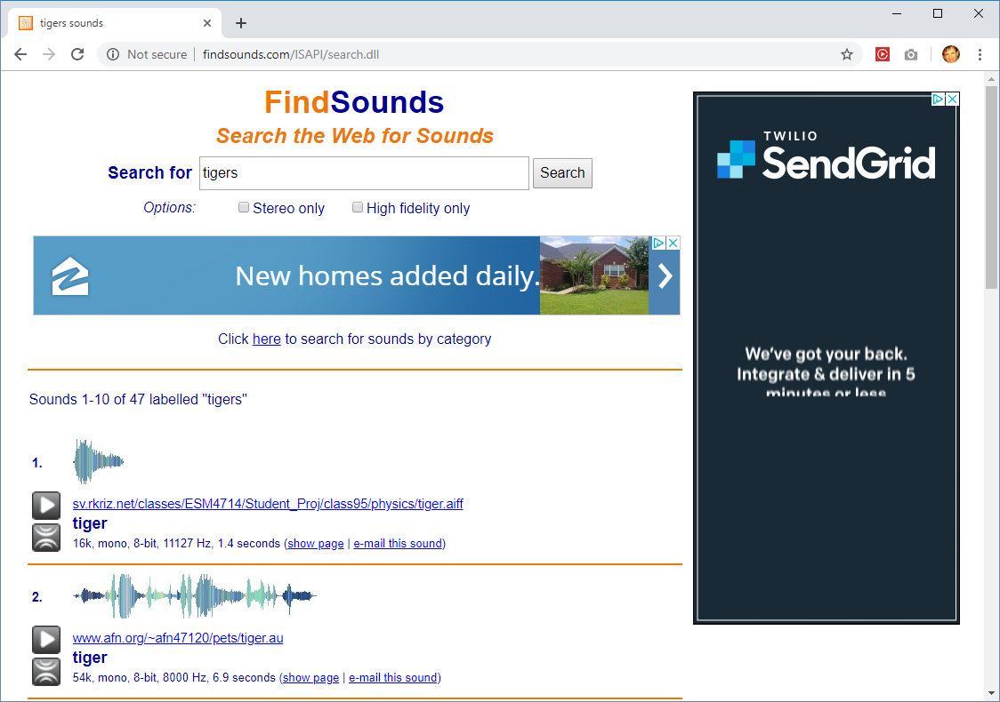 tigers sounds
Not secure | findsounds.com/ISAPI/search.dll
FindSounds
Search the Web for Sounds
Search for tigers Search
Options: Stereo only High fidelity only
New homes added daily.
Click here to search for sounds by category
Sounds 1-10 of 47 labelled "tigers"
1.
sv.rkriz.net/classes/ESM4714/Student_Proj/class95/physics/tiger.aiff
tiger
16k, mono, 8-bit, 11127 Hz, 1.4 seconds (show page | e-mail this sound)
2.
www.afn.org/~afn47120/pets/tiger.au
tiger
54k, mono, 8-bit, 8000 Hz, 6.9 seconds (show page | e-mail this sound)
TWILIO
SendGrid
We've got your back.
Integrate & deliver in 5
minutes or less